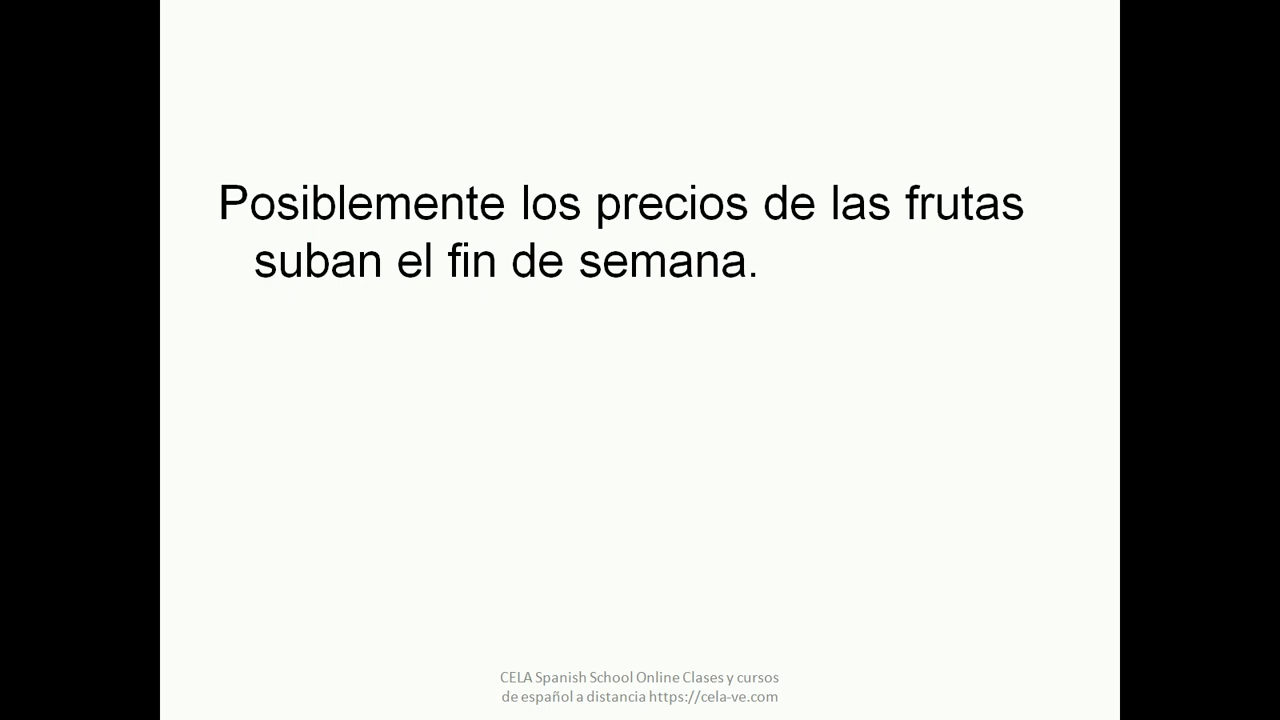 Posiblemente los precios de las frutas
suban el fin de semana.
CELA Spanish School Online Clases y cursos
de español a distancia https://cela-ve.com